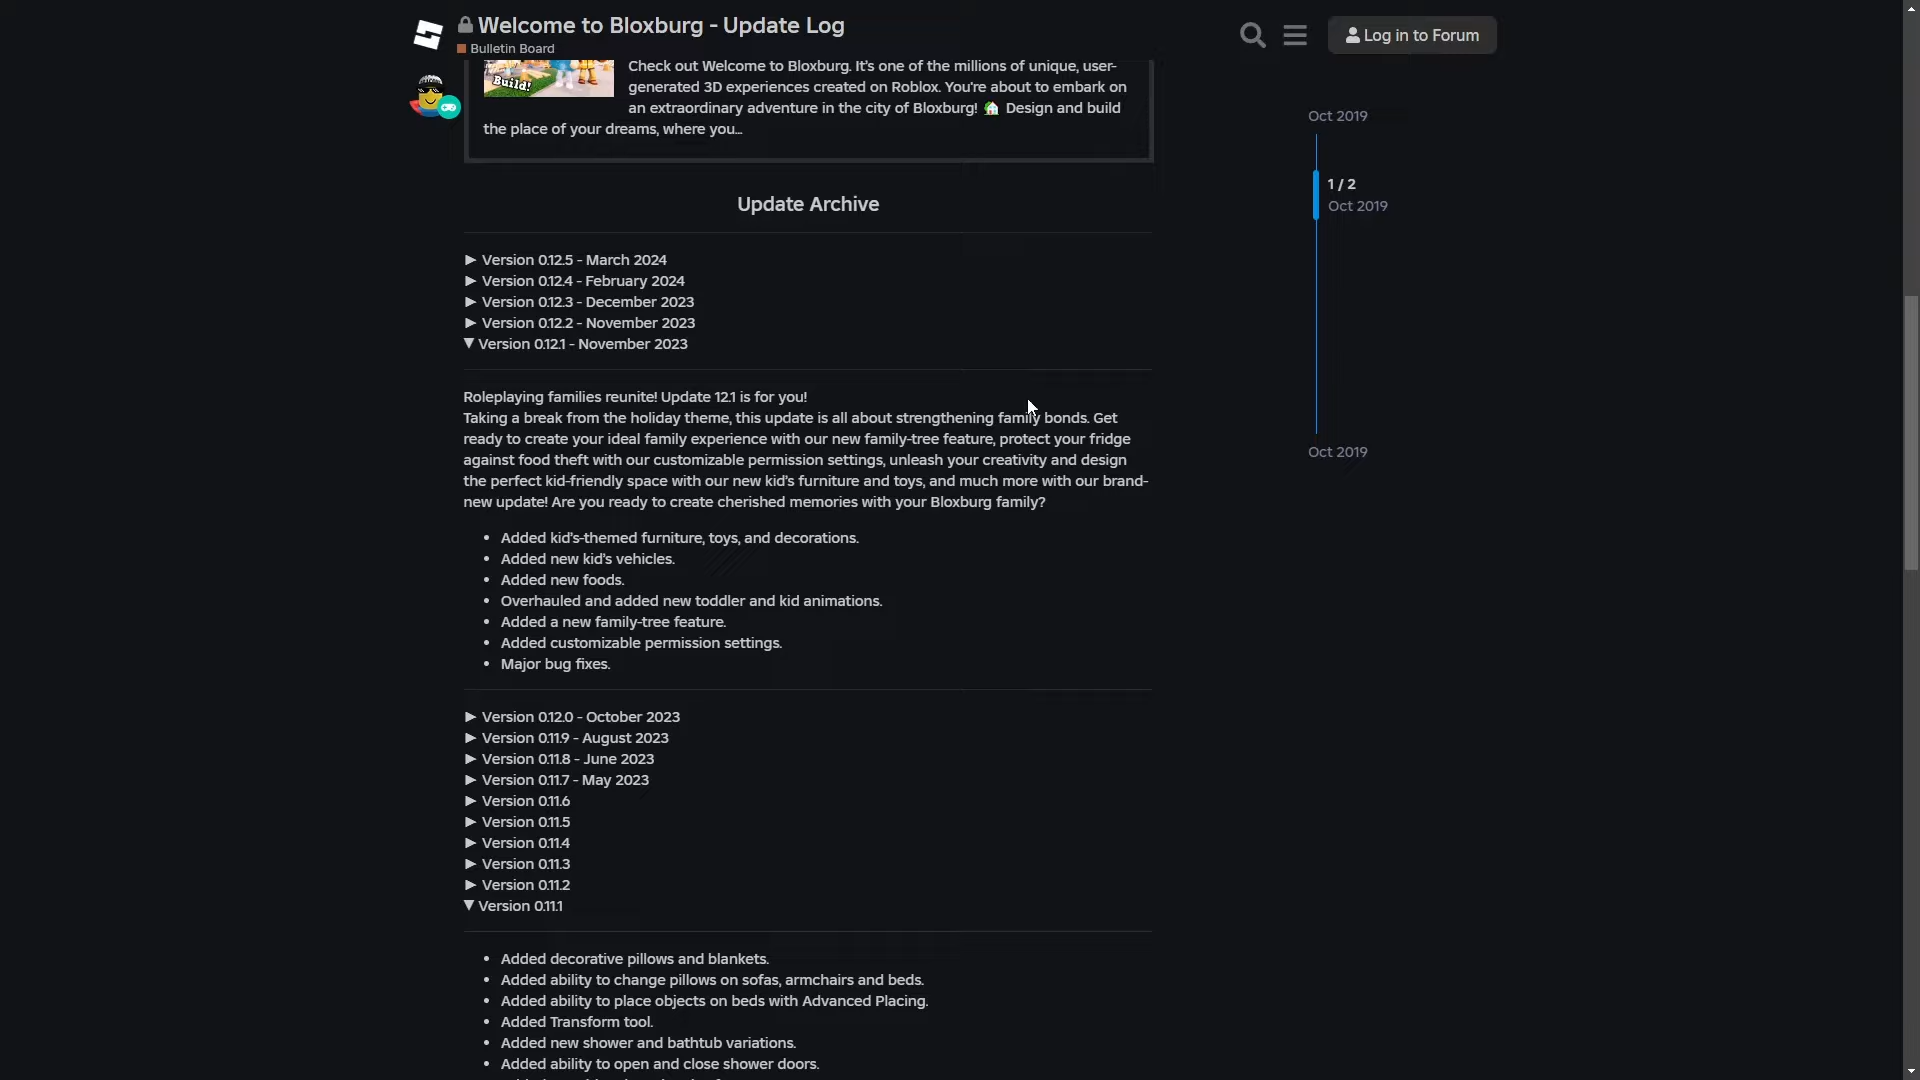 Welcome to Bloxburg - Update Log
Bulletin Board
Log in to Forum
Build!
Check out Welcome to Bloxburg. It's one of the millions of unique, user-
generated 3D experiences created on Roblox. You're about to embark on
an extraordinary adventure in the city of Bloxburg! 🏠 Design and build
the place of your dreams, where you…
Oct 2019
1 / 2
Oct 2019
Oct 2019
Update Archive
▶ Version 0.12.5 - March 2024
▶ Version 0.12.4 - February 2024
▶ Version 0.12.3 - December 2023
▶ Version 0.12.2 - November 2023
▼ Version 0.12.1 - November 2023
Roleplaying families reunite! Update 12.1 is for you!
Taking a break from the holiday theme, this update is all about strengthening family bonds. Get
ready to create your ideal family experience with our new family-tree feature, protect your fridge
against food theft with our customizable permission settings, unleash your creativity and design
the perfect kid-friendly space with our new kid's furniture and toys, and much more with our brand-
new update! Are you ready to create cherished memories with your Bloxburg family?
• Added kid's-themed furniture, toys, and decorations.
• Added new kid's vehicles.
• Added new foods.
• Overhauled and added new toddler and kid animations.
• Added a new family-tree feature.
• Added customizable permission settings.
• Major bug fixes.
▶ Version 0.12.0 - October 2023
▶ Version 0.11.9 - August 2023
▶ Version 0.11.8 - June 2023
▶ Version 0.11.7 - May 2023
▶ Version 0.11.6
▶ Version 0.11.5
▶ Version 0.11.4
▶ Version 0.11.3
▶ Version 0.11.2
▼ Version 0.11.1
• Added decorative pillows and blankets.
• Added ability to change pillows on sofas, armchairs and beds.
• Added ability to place objects on beds with Advanced Placing.
• Added Transform tool.
• Added new shower and bathtub variations.
• Added ability to open and close shower doors.